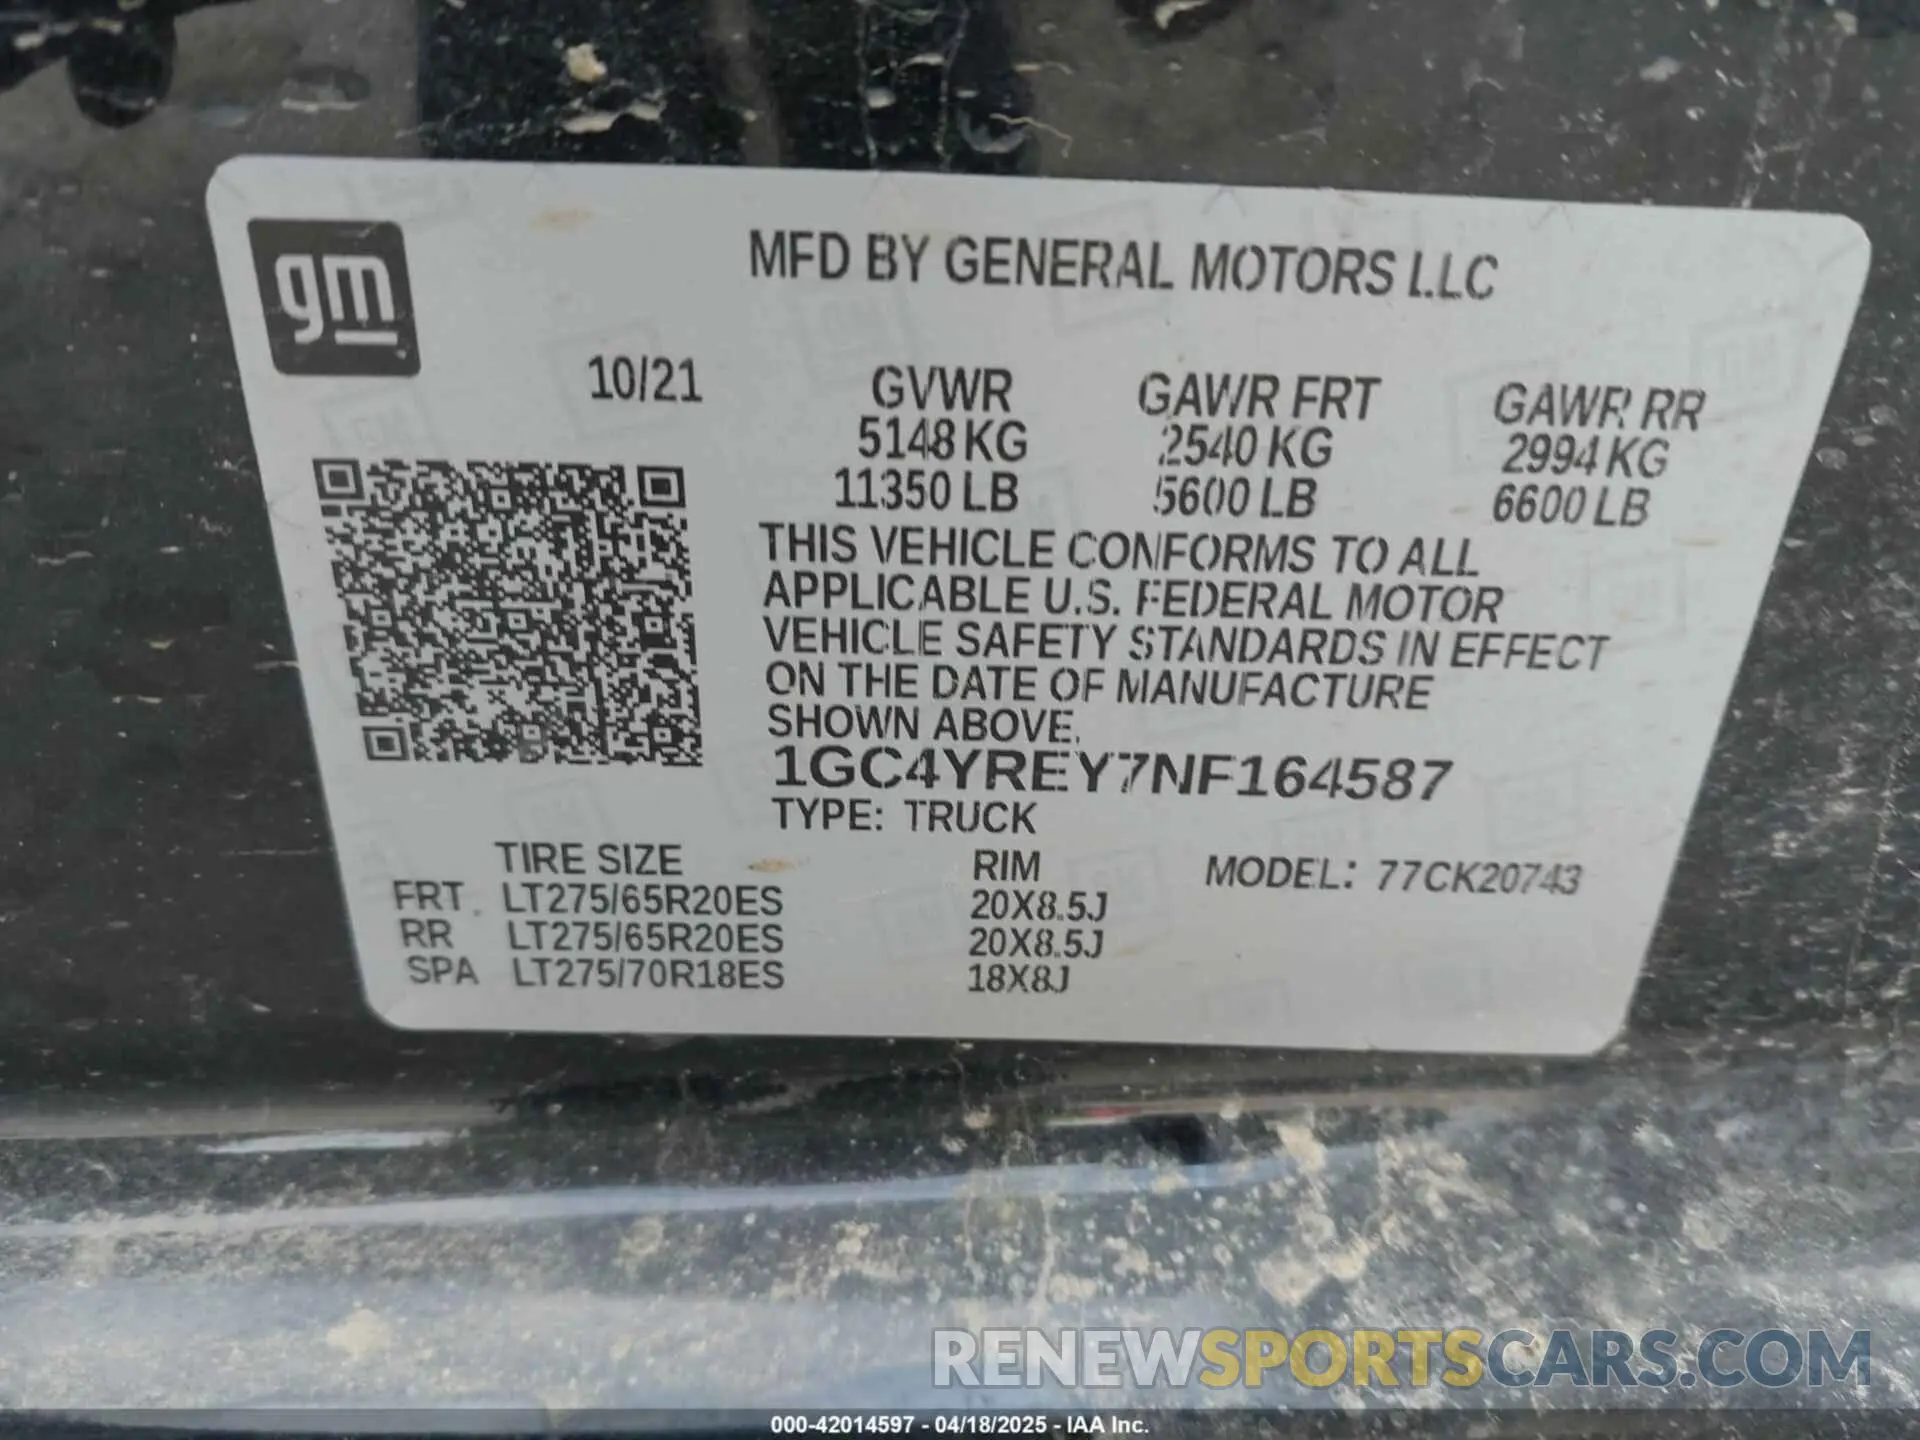 gm
MFD BY GENERAL MOTORS LLC
10/21 GVWR GAWR FRT GAWR RR
5148 KG 2540 KG 2994 KG
11350 LB 5600 LB 6600 LB
THIS VEHICLE CONFORMS TO ALL
APPLICABLE U.S. FEDERAL MOTOR
VEHICLE SAFETY STANDARDS IN EFFECT
ON THE DATE OF MANUFACTURE
SHOWN ABOVE.
1GC4YREY7NF164587
TYPE: TRUCK
TIRE SIZE RIM MODEL: 77CK20743
FRT LT275/65R20ES 20X8.5J
RR LT275/65R20ES 20X8.5J
SPA LT275/70R18ES 18X8J
RENEWSPORTSCARS.COM
000-42014597 - 04/18/2025 - IAA Inc.